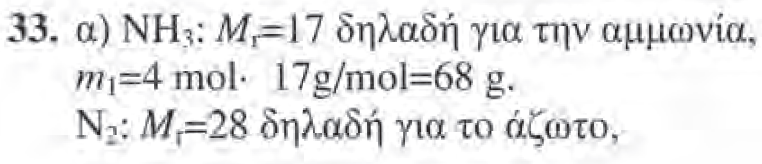 33. α) NH₃: Mᵣ=17 δηλαδή για την αμμωνία,
m₁=4 mol· 17g/mol=68 g.
N₂: Mᵣ=28 δηλαδή για το άζωτο,